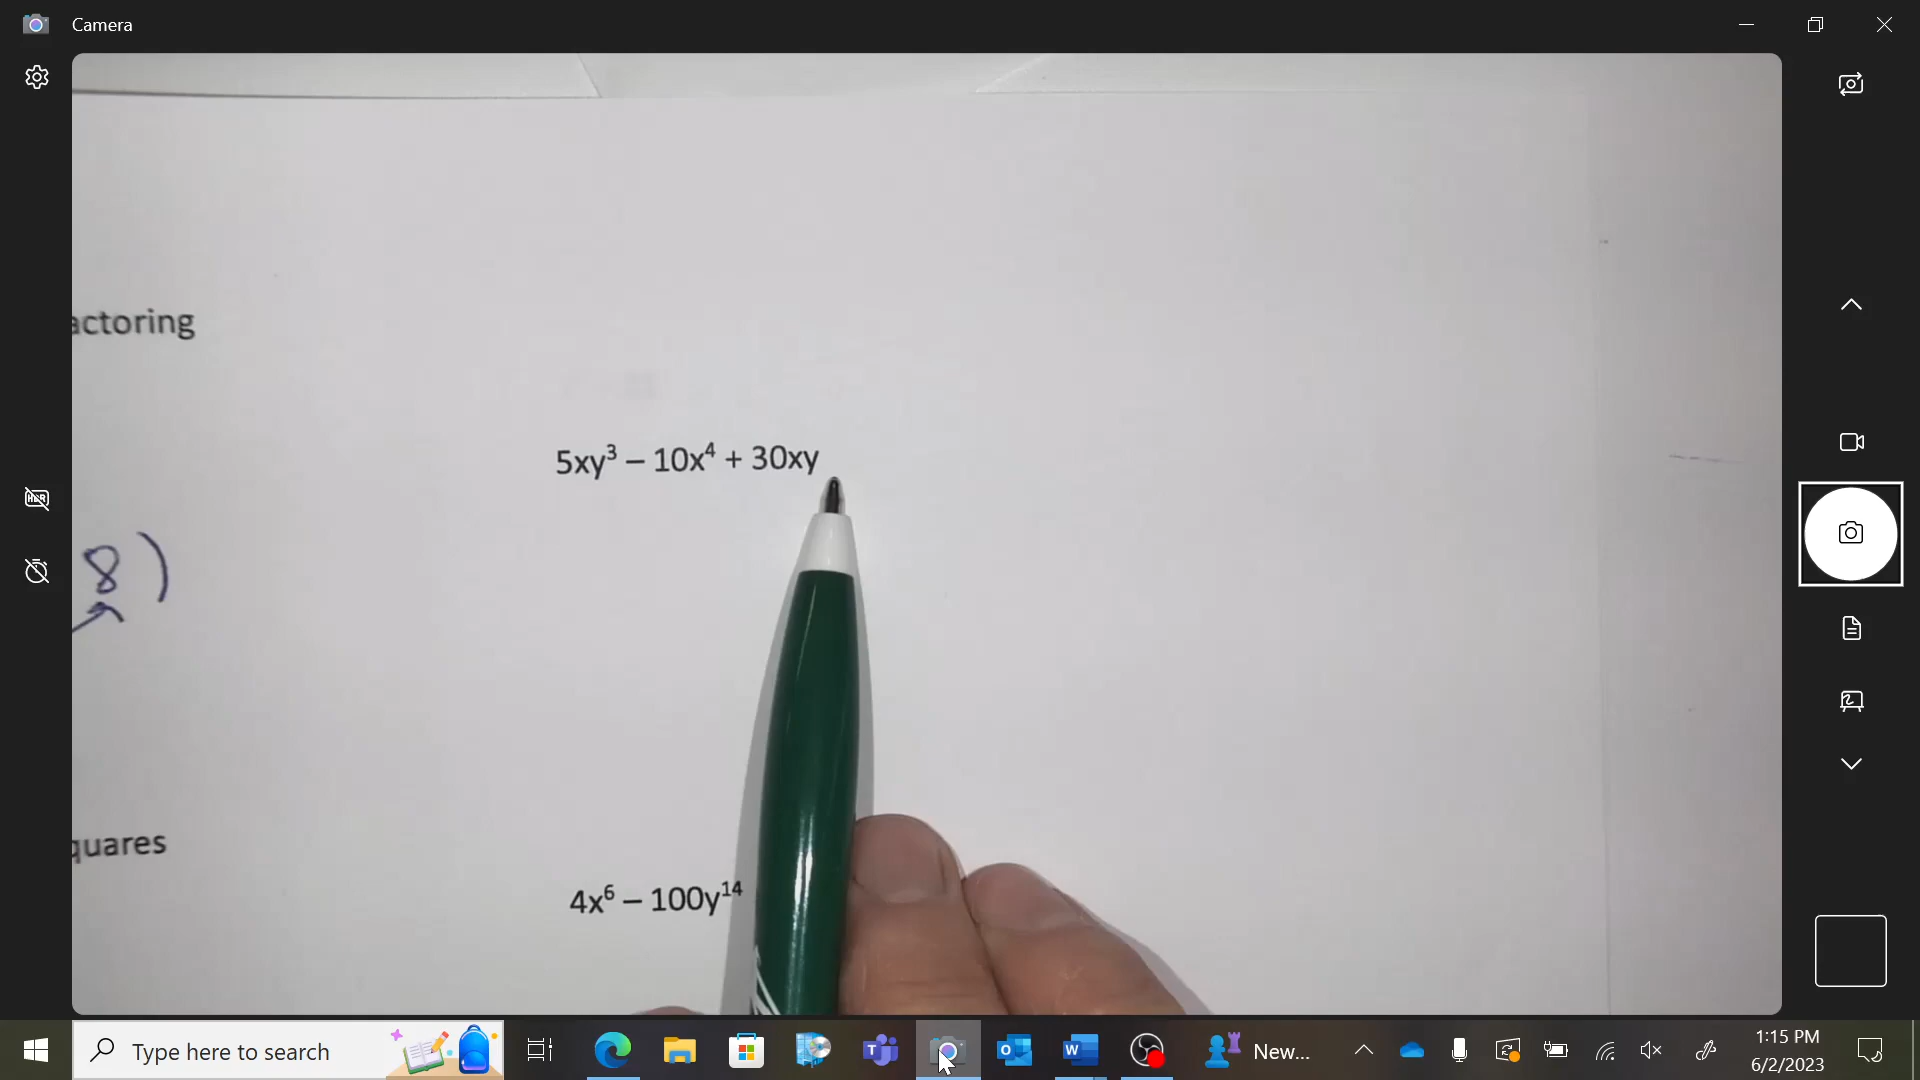 Camera
actoring
5xy³ – 10x⁴ + 30xy
8)
quares
4x⁶ – 100y¹⁴
Type here to search
New...
1:15 PM
6/2/2023